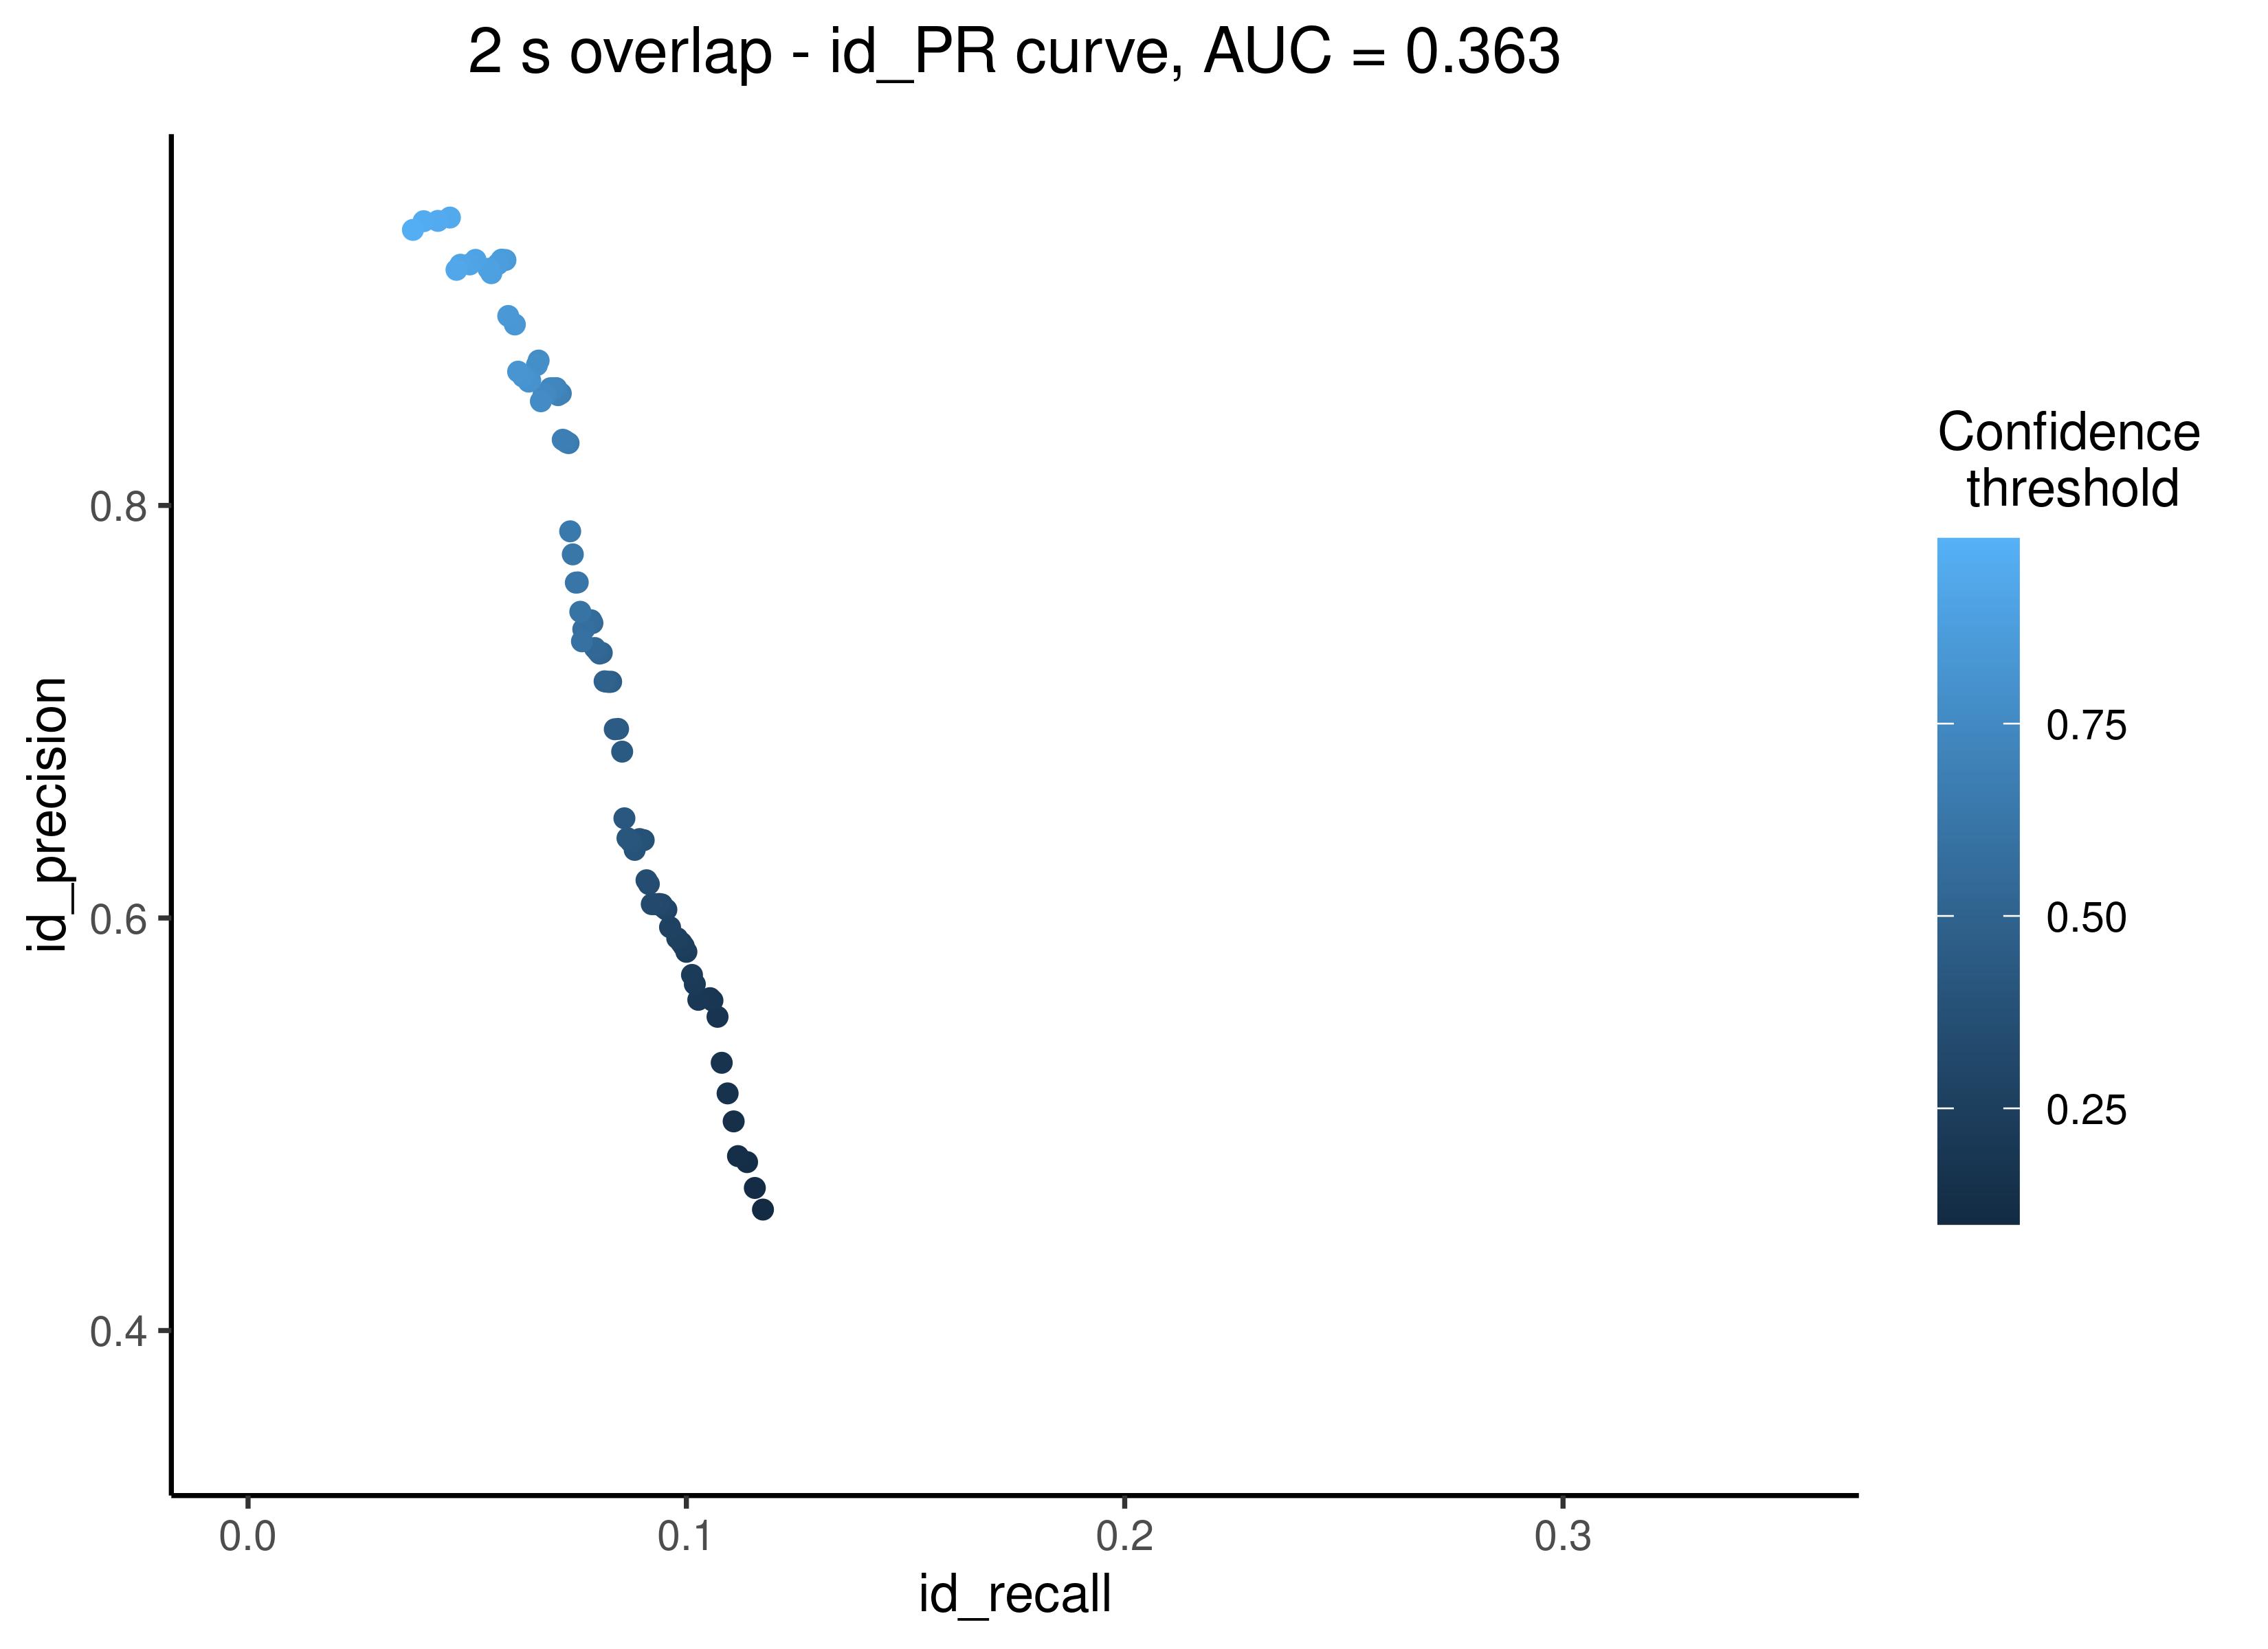 2 s overlap - id_PR curve, AUC = 0.363
id_precision
0.8
0.6
0.4
0.0
0.1
0.2
0.3
id_recall
Confidence
threshold
0.75
0.50
0.25